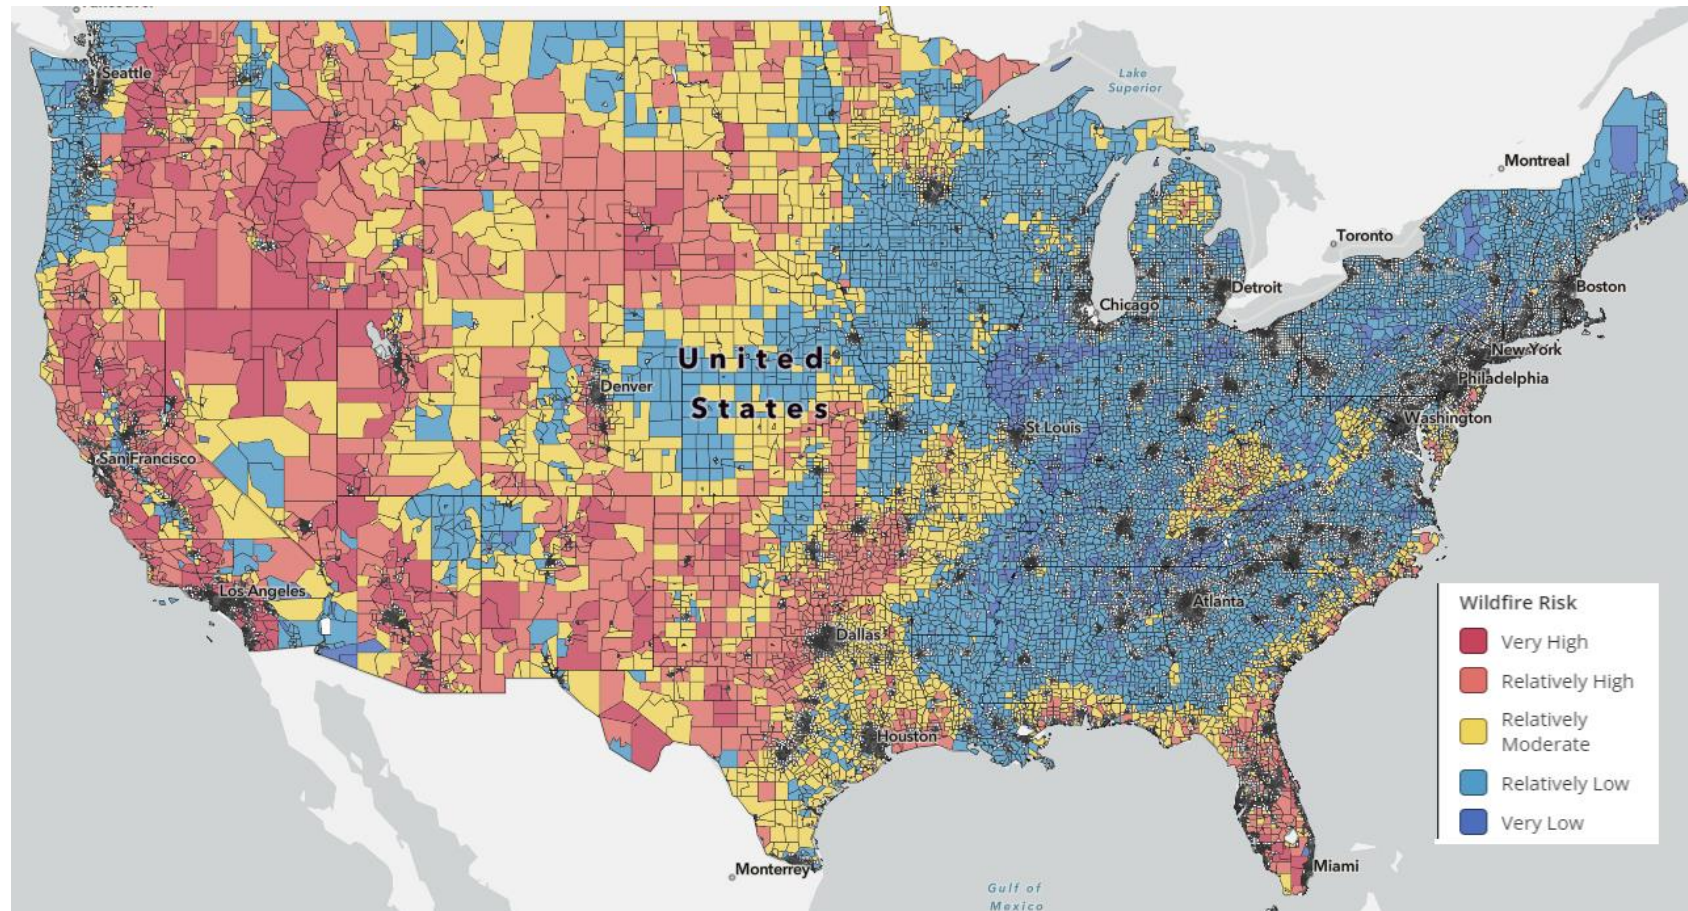 Seattle
Lake
Superior
Montreal
Toronto
Detroit
Boston
Chicago
New York
United
States
Denver
Philadelphia
Washington
St Louis
San Francisco
Los Angeles
Atlanta
Dallas
Houston
Monterrey
Miami
Gulf of
Mexico
Wildfire Risk
Very High
Relatively High
Relatively
Moderate
Relatively Low
Very Low